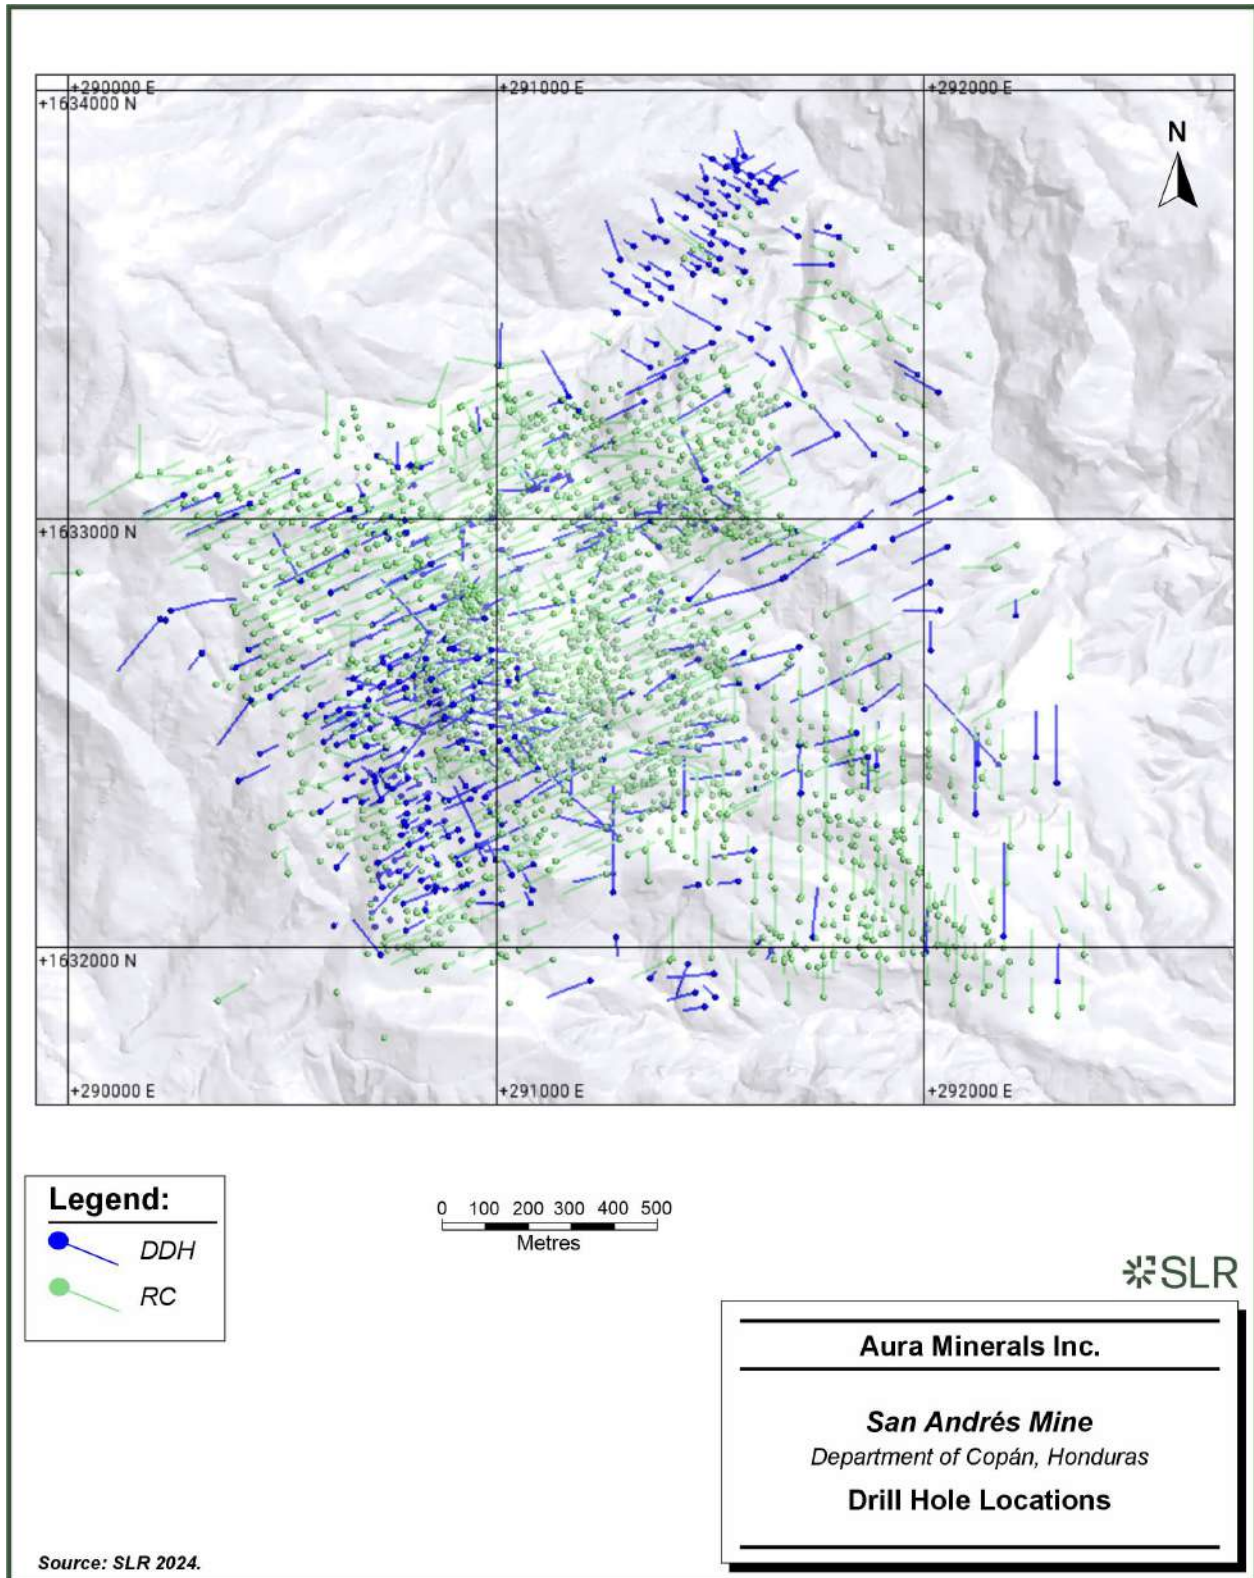 +290000 E
+291000 E
+292000 E
+1634000 N
N
+1633000 N
+1632000 N
+290000 E
+291000 E
+292000 E
Legend:
DDH
RC
0 100 200 300 400 500
Metres
SLR
Aura Minerals Inc.
San Andrés Mine
Department of Copán, Honduras
Drill Hole Locations
Source: SLR 2024.